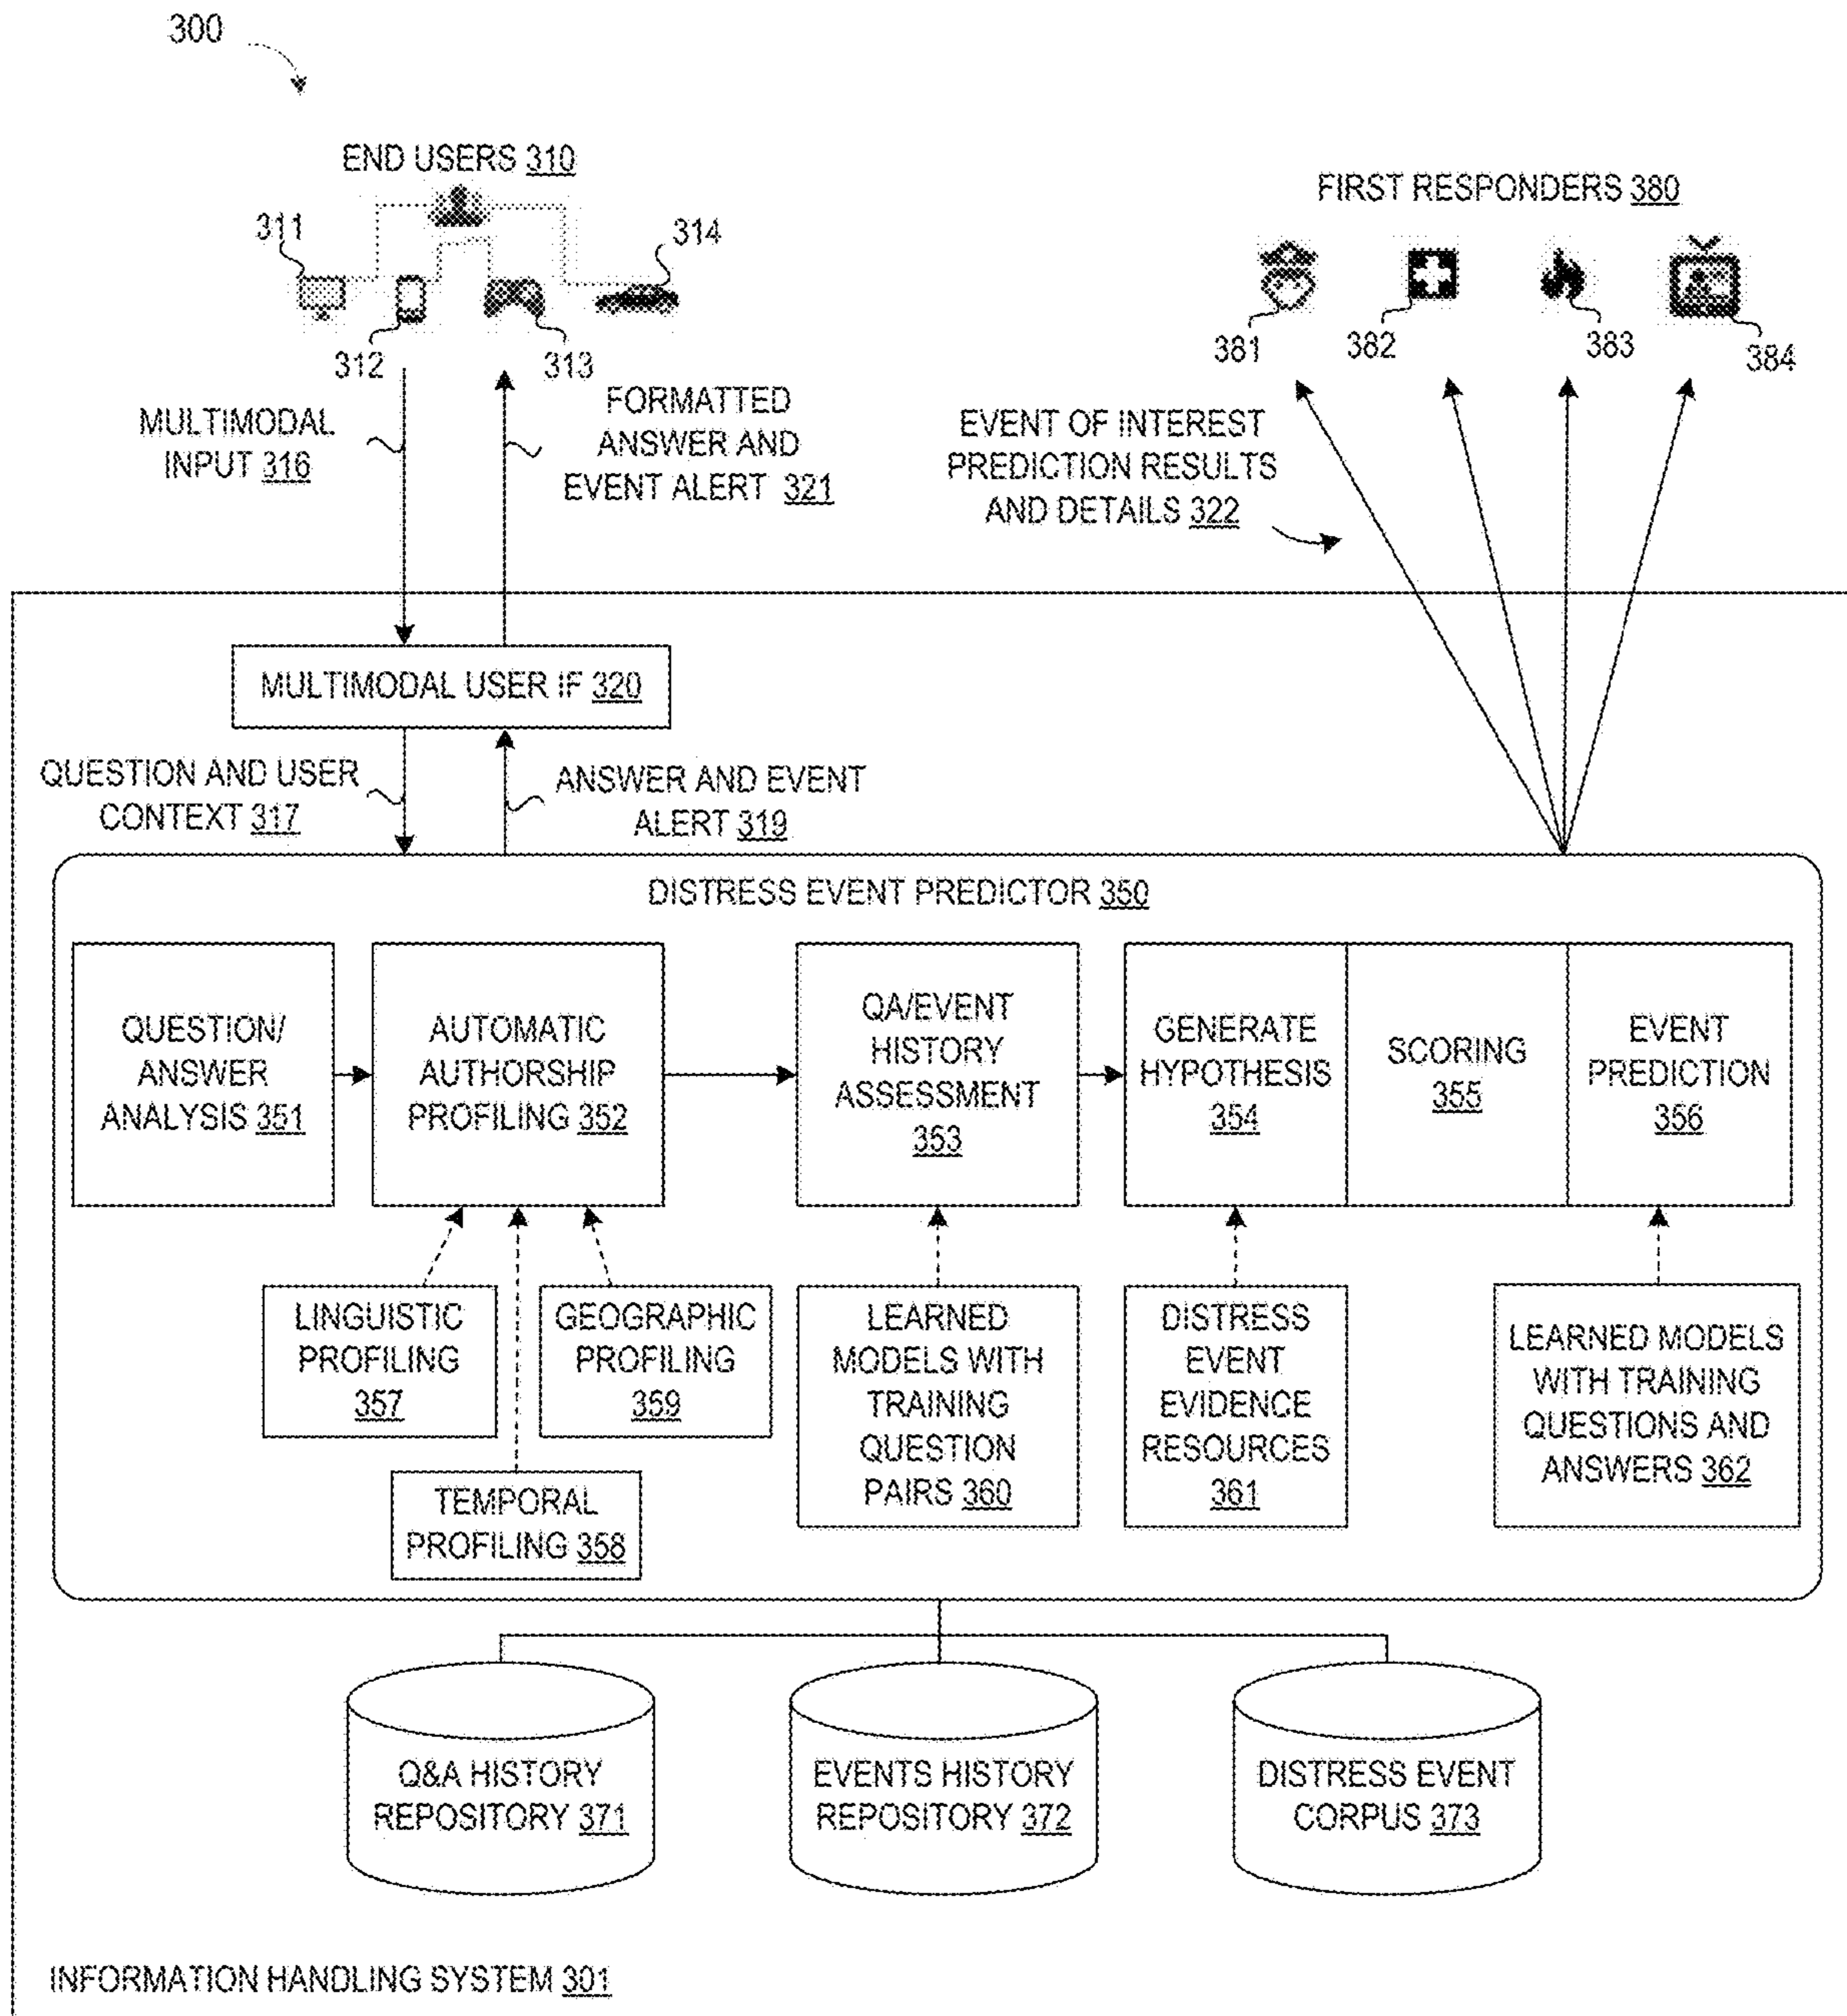 300
END USERS 310
311
314
312
313
FIRST RESPONDERS 380
381
382
383
384
MULTIMODAL
INPUT 316
FORMATTED
ANSWER AND
EVENT ALERT 321
EVENT OF INTEREST
PREDICTION RESULTS
AND DETAILS 322
MULTIMODAL USER IF 320
QUESTION AND USER
CONTEXT 317
ANSWER AND EVENT
ALERT 319
DISTRESS EVENT PREDICTOR 350
QUESTION/
ANSWER
ANALYSIS 351
AUTOMATIC
AUTHORSHIP
PROFILING 352
QA/EVENT
HISTORY
ASSESSMENT
353
GENERATE
HYPOTHESIS
354
SCORING
355
EVENT
PREDICTION
356
LINGUISTIC
PROFILING
357
GEOGRAPHIC
PROFILING
359
TEMPORAL
PROFILING 358
LEARNED
MODELS WITH
TRAINING
QUESTION
PAIRS 360
DISTRESS
EVENT
EVIDENCE
RESOURCES
361
LEARNED MODELS
WITH TRAINING
QUESTIONS AND
ANSWERS 362
Q&A HISTORY
REPOSITORY 371
EVENTS HISTORY
REPOSITORY 372
DISTRESS EVENT
CORPUS 373
INFORMATION HANDLING SYSTEM 301